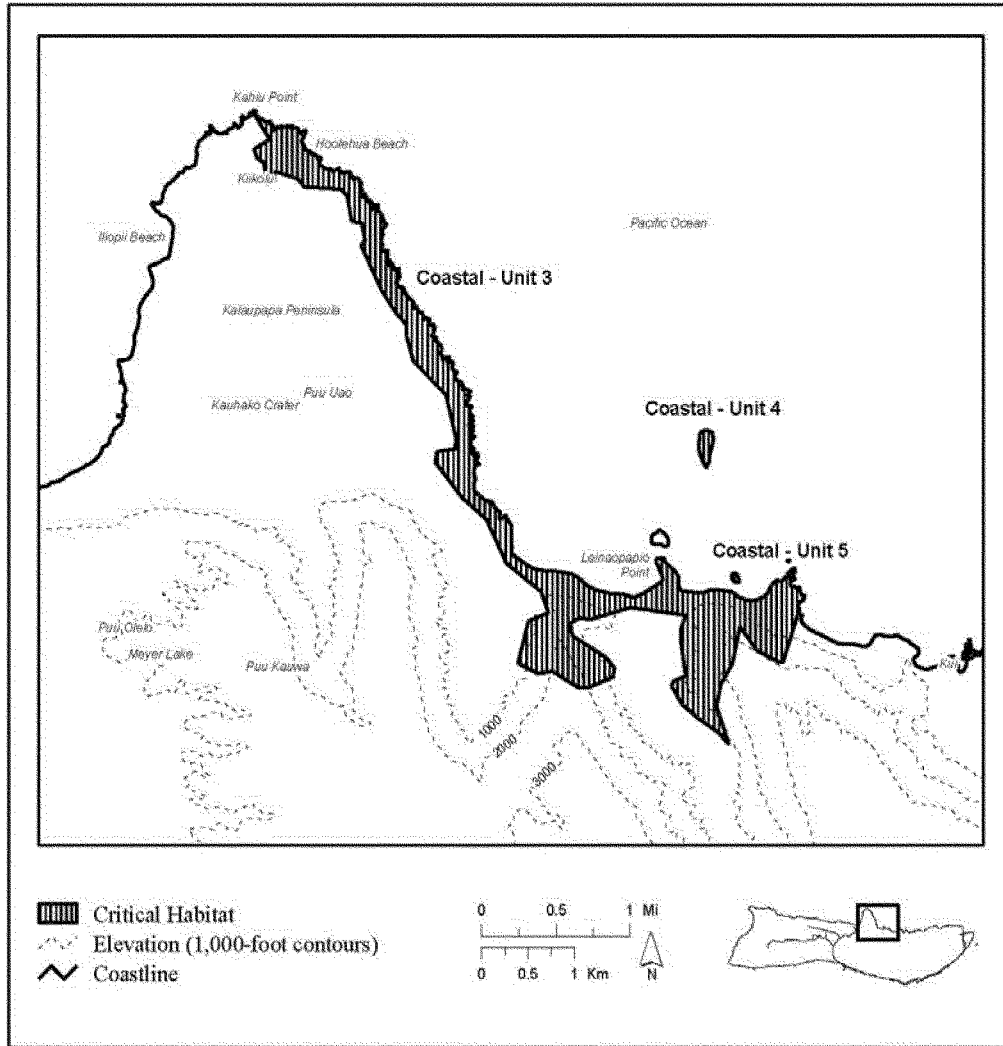 Kahiu Point
Hoolehua Beach
Kiikoiui
Iliopii Beach
Pacific Ocean
Coastal - Unit 3
Kalaupapa Peninsula
Puu Uao
Kauhako Crater
Coastal - Unit 4
Coastal - Unit 5
Leinaopapio
Point
Puu Olelo
Meyer Lake
Puu Kauwa
1000
2000
3000
Critical Habitat
Elevation (1,000-foot contours)
Coastline
0 0.5 1 Mi
0 0.5 1 Km
N